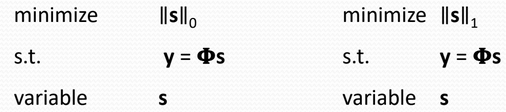 minimize ‖s‖₀ minimize ‖s‖₁
s.t. y = Φs s.t. y = Φs
variable s variable s